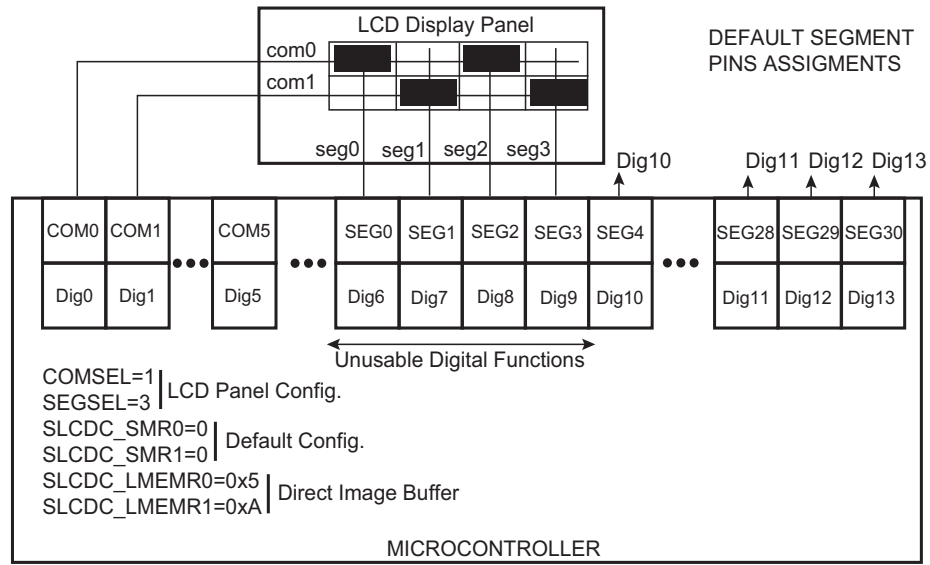 LCD Display Panel
DEFAULT SEGMENT
PINS ASSIGMENTS
com0
com1
seg0 seg1 seg2 seg3
Dig10 Dig11 Dig12 Dig13
COM0 COM1 COM5 SEG0 SEG1 SEG2 SEG3 SEG4 SEG28 SEG29 SEG30
Dig0 Dig1 Dig5 Dig6 Dig7 Dig8 Dig9 Dig10 Dig11 Dig12 Dig13
Unusable Digital Functions
COMSEL=1
SEGSEL=3
LCD Panel Config.
SLCDC_SMR0=0
SLCDC_SMR1=0
Default Config.
SLCDC_LMEMR0=0x5
SLCDC_LMEMR1=0xA
Direct Image Buffer
MICROCONTROLLER